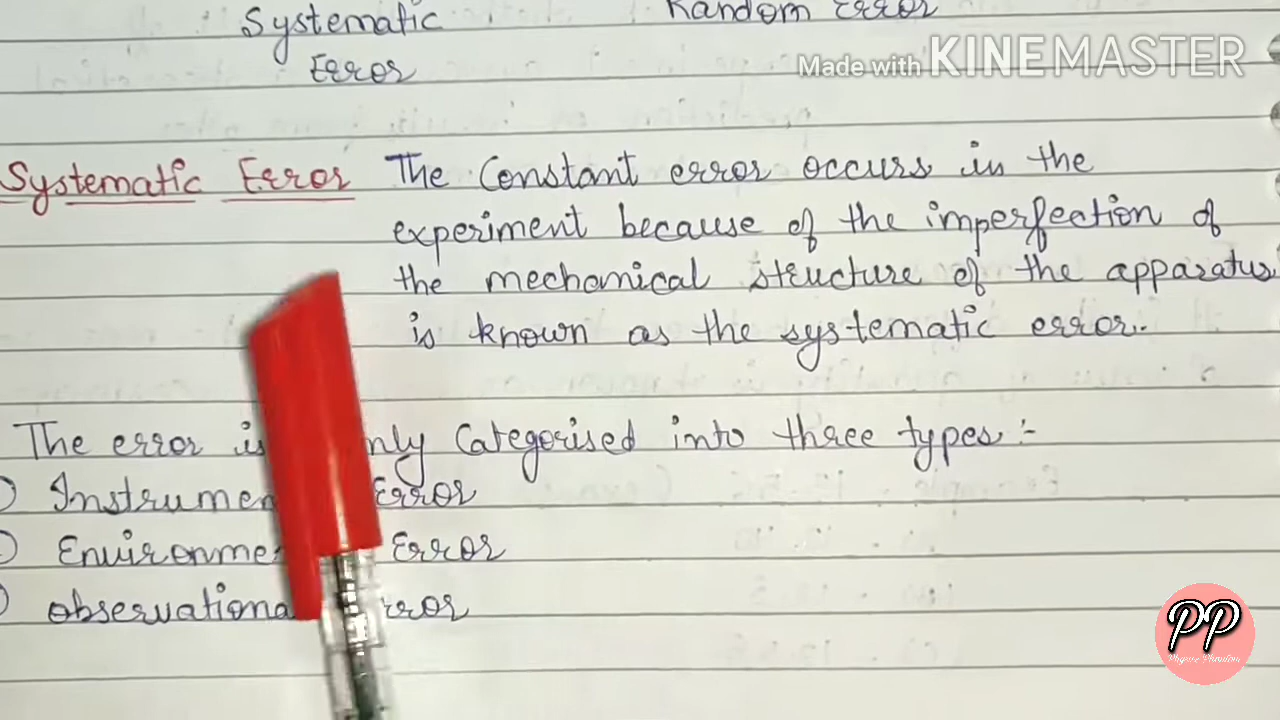 Systematic Random Error
Error
Made with KINEMASTER
Systematic Error The Constant error occurs in the
experiment because of the imperfection of
the mechanical structure of the apparatus
is known as the systematic error.
The error is Categorised into three types :-
Error
Error
PP